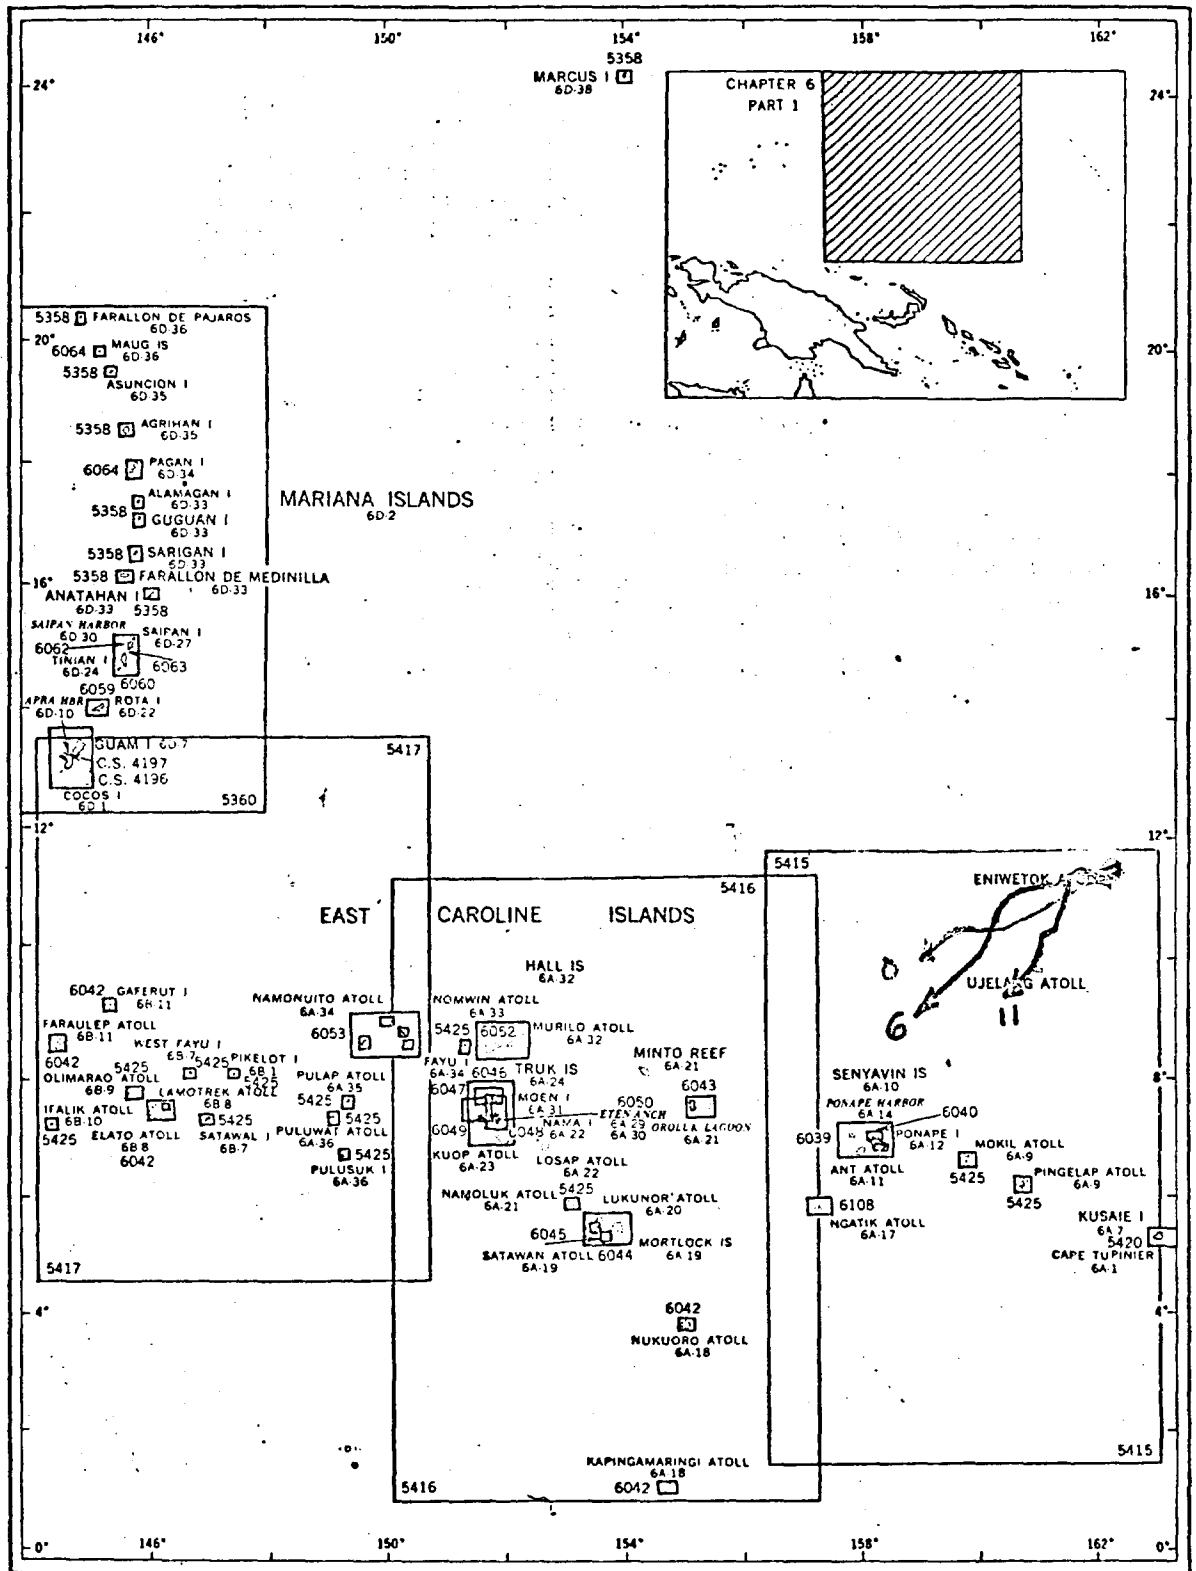 146°
150°
154°
158°
162°
5358
MARCUS I
6D-38
24°
24°
CHAPTER 6
PART 1
5358 FARALLON DE PAJAROS
6D-36
20°
20°
6064 MAUG IS
6D-36
5358
ASUNCION I
6D-35
5358 AGRIHAN I
6D-35
6064 PAGAN I
6D-34
ALAMAGAN I
6D-33
5358 GUGUAN I
6D-33
MARIANA ISLANDS
6D-2
5358 SARIGAN I
6D-33
5358 FARALLON DE MEDINILLA
6D-33
16°
16°
ANATAHAN I
6D-33 5358
SAIPAN HARBOR
6D-30
SAIPAN I
6D-27
6062
6063
TINIAN I
6D-24
6060
6059
APRA HBR
6D-10
ROTA I
6D-22
GUAM I 6D-7
C.S. 4197
C.S. 4196
COCOS I
6D-1
5360
5417
12°
12°
5415
5416
ENIWETOK
EAST CAROLINE ISLANDS
UJELANG ATOLL
6
11
HALL IS
6A-32
6042 GAFERUT I
6B-11
NAMONUITO ATOLL
6A-34
NOMWIN ATOLL
6A-33
FARAULEP ATOLL
6B-11
6053
5425
6052
MURILO ATOLL
6A-32
6042
WEST FAYU I
6B-7
5425
5425
PIKELOT I
6B-1
5425
FAYU I
6A-34
6046
MINTO REEF
6A-21
8°
8°
OLIMARAO ATOLL
6B-9
LAMOTREK ATOLL
6B-8
PULAP ATOLL
6A-35
6047
TRUK IS
6A-24
MOEN I
6A-31
6043
SENYAVIN IS
6A-10
IFALIK ATOLL
6B-10
5425
5425
5425
5425
6049
6048
NAMA I
6A-22
ETEN ANCH
6A-29
6A-30
6050
OROLUK LAGOON
6A-21
PONAPE HARBOR
6A-14
6040
6039
PONAPE I
6A-12
ELATO ATOLL
6B-8
6042
SATAWAL I
6B-7
PULUWAT ATOLL
6A-36
5425
PULUSUK I
6A-36
KUOP ATOLL
6A-23
LOSAP ATOLL
6A-22
ANT ATOLL
6A-11
MOKIL ATOLL
6A-9
5425
PINGELAP ATOLL
6A-9
5425
NAMOLUK ATOLL
6A-21
5425
LUKUNOR ATOLL
6A-20
6108
NGATIK ATOLL
6A-17
KUSAIE I
6A-7
5420
6045
SATAWAN ATOLL
6A-19
6044
MORTLOCK IS
6A-19
CAPE TUPINIER
6A-1
5417
4°
4°
6042
NUKUORO ATOLL
6A-18
5415
KAPINGAMARINGI ATOLL
6A-18
6042
5416
0°
0°
146°
150°
154°
158°
162°